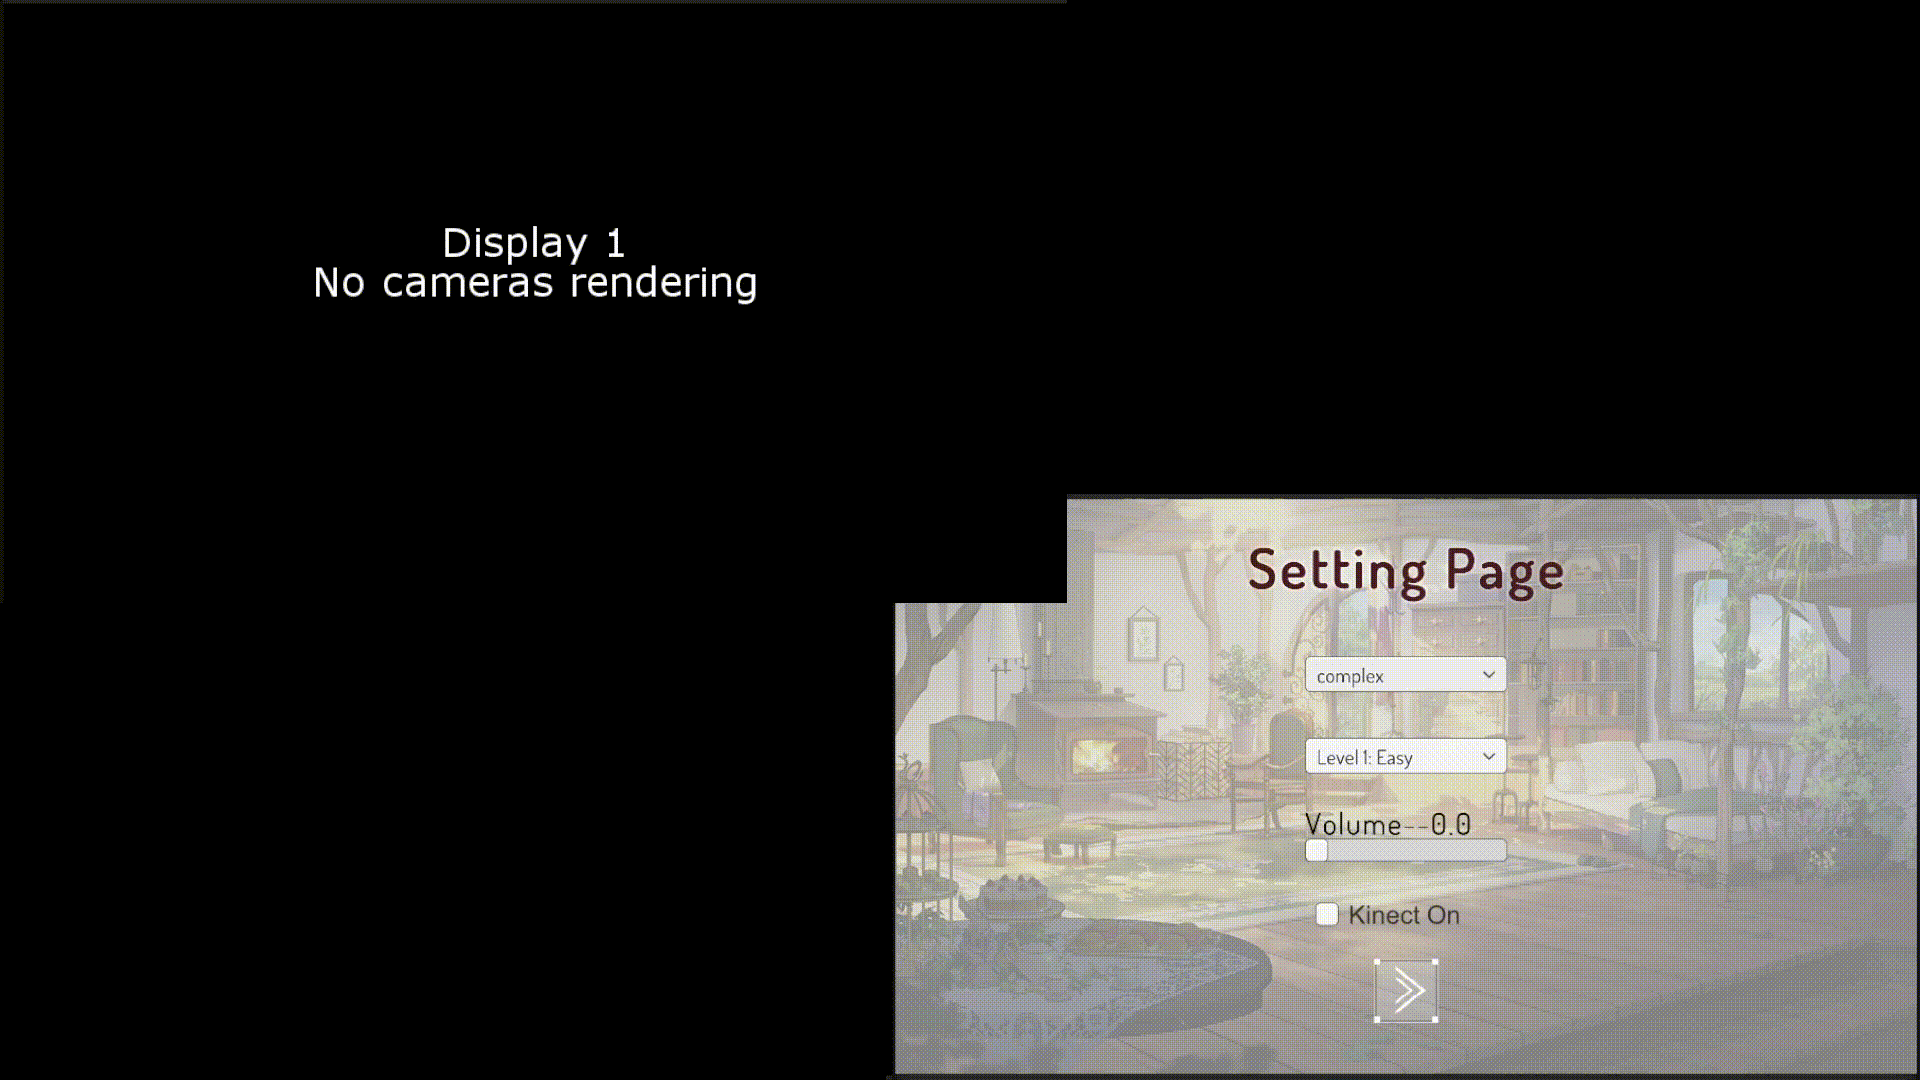 Display 1
No cameras rendering
Setting Page
complex
Level 1: Easy
Volume--0.0
Kinect On